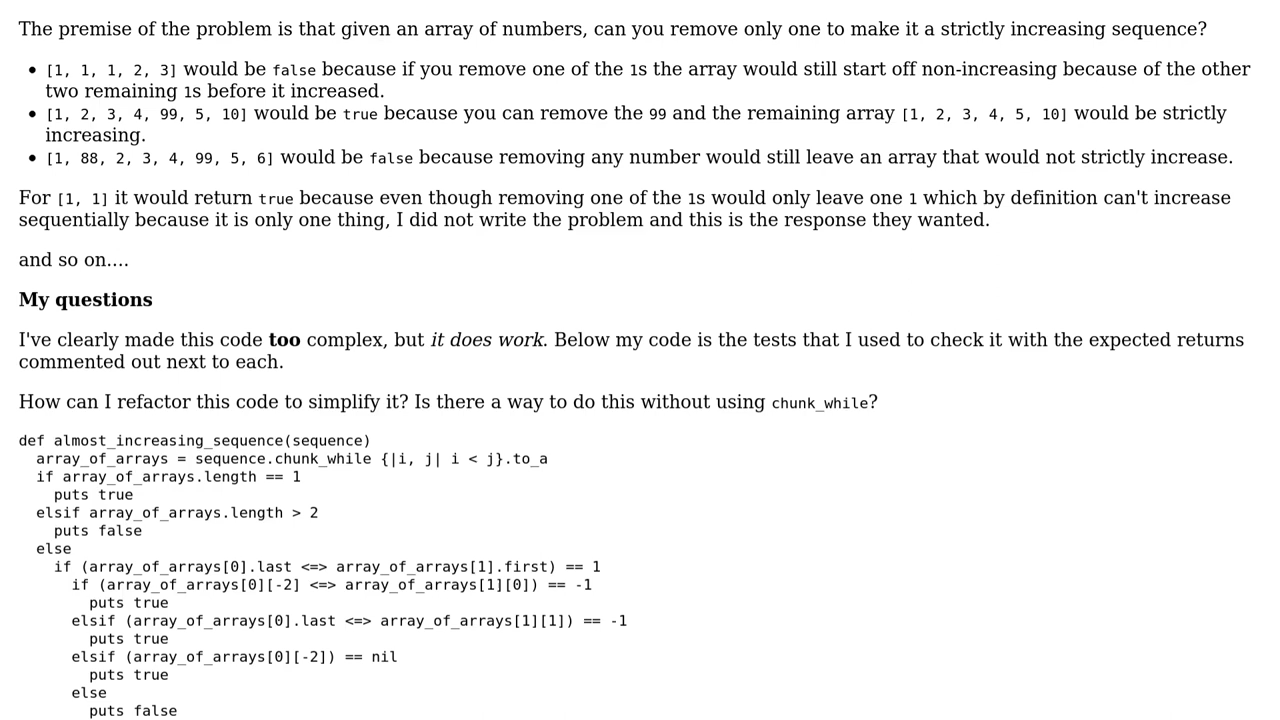 The premise of the problem is that given an array of numbers, can you remove only one to make it a strictly increasing sequence?
• [1, 1, 1, 2, 3] would be false because if you remove one of the 1s the array would still start off non-increasing because of the other
two remaining 1s before it increased.
• [1, 2, 3, 4, 99, 5, 10] would be true because you can remove the 99 and the remaining array [1, 2, 3, 4, 5, 10] would be strictly
increasing.
• [1, 88, 2, 3, 4, 99, 5, 6] would be false because removing any number would still leave an array that would not strictly increase.
For [1, 1] it would return true because even though removing one of the 1s would only leave one 1 which by definition can't increase
sequentially because it is only one thing, I did not write the problem and this is the response they wanted.
and so on....
My questions
I've clearly made this code too complex, but it does work. Below my code is the tests that I used to check it with the expected returns
commented out next to each.
How can I refactor this code to simplify it? Is there a way to do this without using chunk_while?
def almost_increasing_sequence(sequence)
  array_of_arrays = sequence.chunk_while {|i, j| i < j}.to_a
  if array_of_arrays.length == 1
    puts true
  elsif array_of_arrays.length > 2
    puts false
  else
    if (array_of_arrays[0].last <=> array_of_arrays[1].first) == 1
      if (array_of_arrays[0][-2] <=> array_of_arrays[1][0]) == -1
        puts true
      elsif (array_of_arrays[0].last <=> array_of_arrays[1][1]) == -1
        puts true
      elsif (array_of_arrays[0][-2]) == nil
        puts true
      else
        puts false